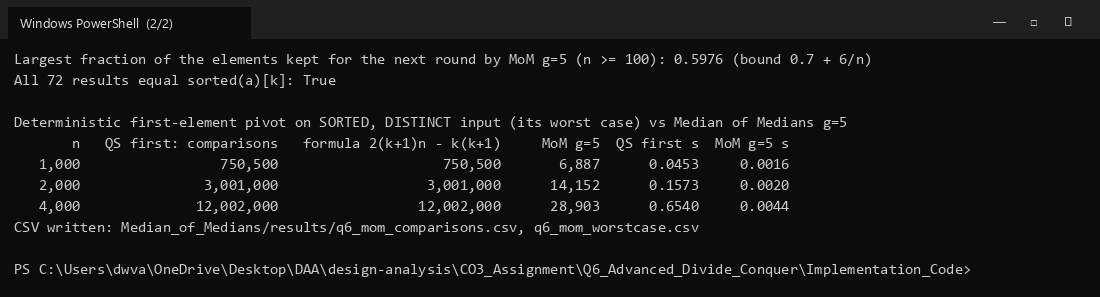 Windows PowerShell (2/2)
Largest fraction of the elements kept for the next round by MoM g=5 (n >= 100): 0.5976 (bound 0.7 + 6/n)
All 72 results equal sorted(a)[k]: True
Deterministic first-element pivot on SORTED, DISTINCT input (its worst case) vs Median of Medians g=5
n QS first: comparisons formula 2(k+1)n - k(k+1) MoM g=5 QS first s MoM g=5 s
1,000 750,500 750,500 6,887 0.0453 0.0016
2,000 3,001,000 3,001,000 14,152 0.1573 0.0020
4,000 12,002,000 12,002,000 28,903 0.6540 0.0044
CSV written: Median_of_Medians/results/q6_mom_comparisons.csv, q6_mom_worstcase.csv
PS C:\Users\dwva\OneDrive\Desktop\DAA\design-analysis\CO3_Assignment\Q6_Advanced_Divide_Conquer\Implementation_Code>